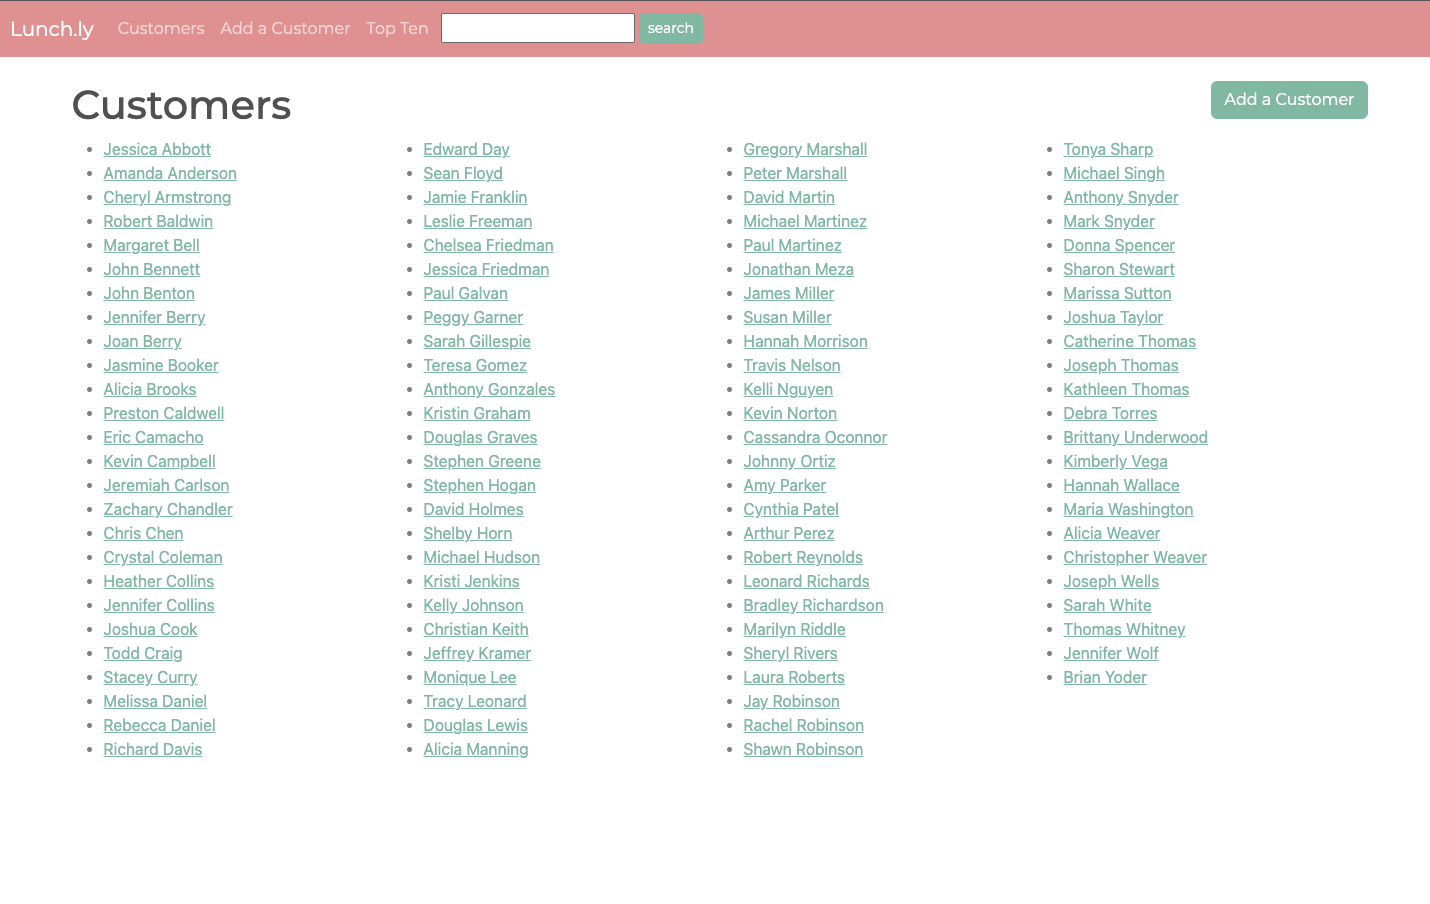 Lunch.ly Customers Add a Customer Top Ten search
Customers
Add a Customer
Jessica Abbott
Amanda Anderson
Cheryl Armstrong
Robert Baldwin
Margaret Bell
John Bennett
John Benton
Jennifer Berry
Joan Berry
Jasmine Booker
Alicia Brooks
Preston Caldwell
Eric Camacho
Kevin Campbell
Jeremiah Carlson
Zachary Chandler
Chris Chen
Crystal Coleman
Heather Collins
Jennifer Collins
Joshua Cook
Todd Craig
Stacey Curry
Melissa Daniel
Rebecca Daniel
Richard Davis
Edward Day
Sean Floyd
Jamie Franklin
Leslie Freeman
Chelsea Friedman
Jessica Friedman
Paul Galvan
Peggy Garner
Sarah Gillespie
Teresa Gomez
Anthony Gonzales
Kristin Graham
Douglas Graves
Stephen Greene
Stephen Hogan
David Holmes
Shelby Horn
Michael Hudson
Kristi Jenkins
Kelly Johnson
Christian Keith
Jeffrey Kramer
Monique Lee
Tracy Leonard
Douglas Lewis
Alicia Manning
Gregory Marshall
Peter Marshall
David Martin
Michael Martinez
Paul Martinez
Jonathan Meza
James Miller
Susan Miller
Hannah Morrison
Travis Nelson
Kelli Nguyen
Kevin Norton
Cassandra Oconnor
Johnny Ortiz
Amy Parker
Cynthia Patel
Arthur Perez
Robert Reynolds
Leonard Richards
Bradley Richardson
Marilyn Riddle
Sheryl Rivers
Laura Roberts
Jay Robinson
Rachel Robinson
Shawn Robinson
Tonya Sharp
Michael Singh
Anthony Snyder
Mark Snyder
Donna Spencer
Sharon Stewart
Marissa Sutton
Joshua Taylor
Catherine Thomas
Joseph Thomas
Kathleen Thomas
Debra Torres
Brittany Underwood
Kimberly Vega
Hannah Wallace
Maria Washington
Alicia Weaver
Christopher Weaver
Joseph Wells
Sarah White
Thomas Whitney
Jennifer Wolf
Brian Yoder